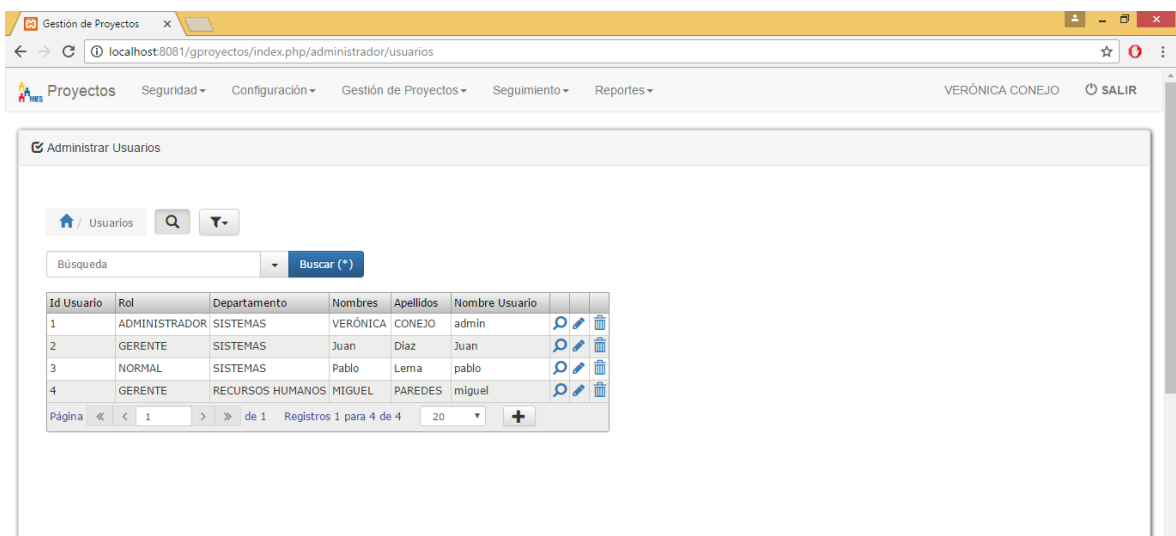 Gestión de Proyectos
localhost:8081/gproyectos/index.php/administrador/usuarios
MIES Proyectos Seguridad Configuración Gestión de Proyectos Seguimiento Reportes VERÓNICA CONEJO SALIR
Administrar Usuarios
/ Usuarios
Búsqueda Buscar (*)
Id Usuario Rol Departamento Nombres Apellidos Nombre Usuario
1 ADMINISTRADOR SISTEMAS VERÓNICA CONEJO admin
2 GERENTE SISTEMAS Juan Diaz Juan
3 NORMAL SISTEMAS Pablo Lema pablo
4 GERENTE RECURSOS HUMANOS MIGUEL PAREDES miguel
Página 1 de 1 Registros 1 para 4 de 4 20